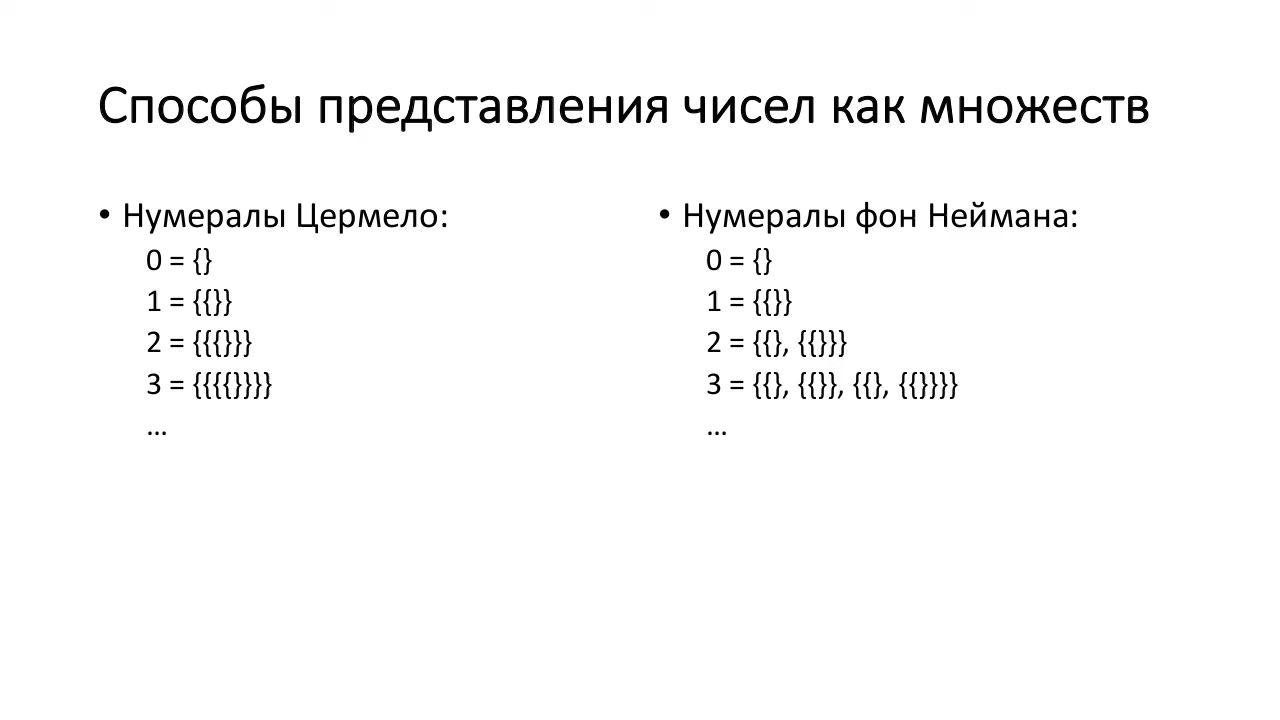 Способы представления чисел как множеств
• Нумералы Цермело:
0 = {}
1 = {{}}
2 = {{{}}}
3 = {{{{}}}}
...
• Нумералы фон Неймана:
0 = {}
1 = {{}}
2 = {{}, {{}}}
3 = {{}, {{}}, {{}, {{}}}}
...